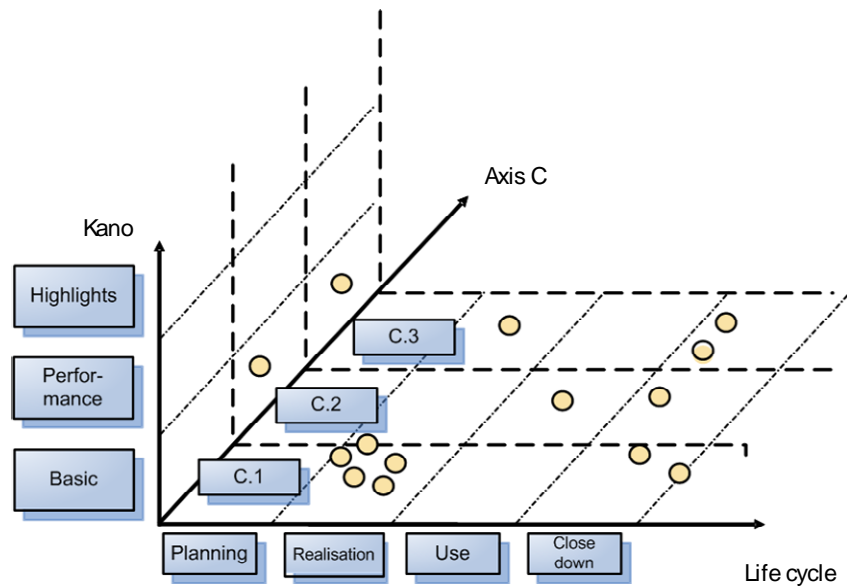 Axis C
Kano
Highlights
C.3
Perfor-
mance
C.2
Basic
C.1
Planning
Realisation
Use
Close
down
Life cycle